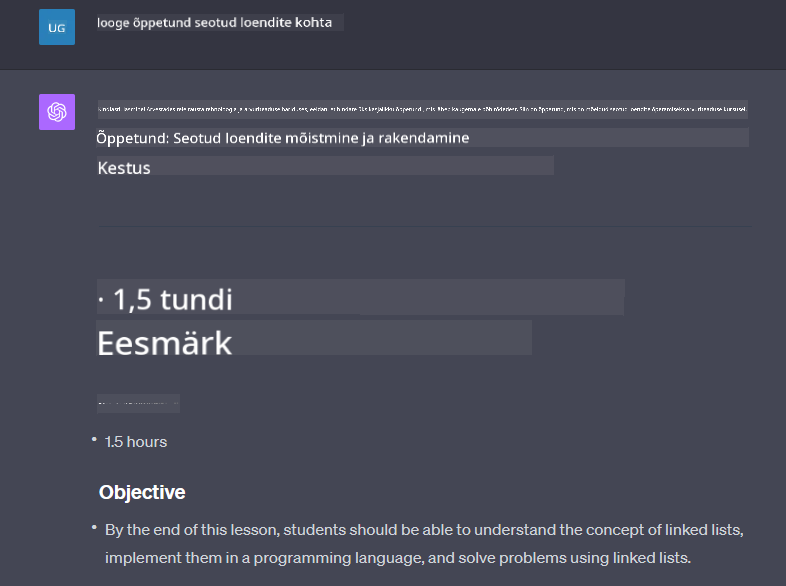 UG
looge õppetund seotud loendite kohta
Õppetund: Seotud loendite mõistmine ja rakendamine
Kestus
· 1,5 tundi
Eesmärk
• 1.5 hours
Objective
• By the end of this lesson, students should be able to understand the concept of linked lists,
implement them in a programming language, and solve problems using linked lists.